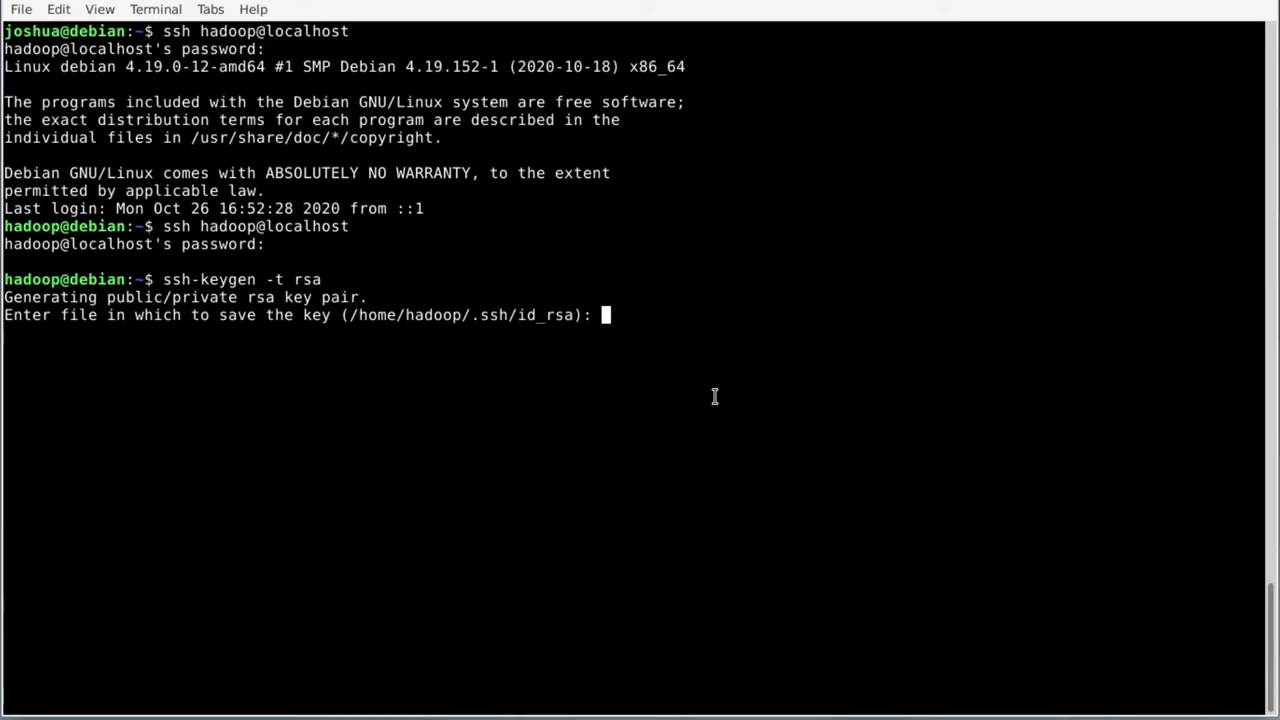 File Edit View Terminal Tabs Help
joshua@debian:~$ ssh hadoop@localhost
hadoop@localhost's password:
Linux debian 4.19.0-12-amd64 #1 SMP Debian 4.19.152-1 (2020-10-18) x86_64
The programs included with the Debian GNU/Linux system are free software;
the exact distribution terms for each program are described in the
individual files in /usr/share/doc/*/copyright.
Debian GNU/Linux comes with ABSOLUTELY NO WARRANTY, to the extent
permitted by applicable law.
Last login: Mon Oct 26 16:52:28 2020 from ::1
hadoop@debian:~$ ssh hadoop@localhost
hadoop@localhost's password:
hadoop@debian:~$ ssh-keygen -t rsa
Generating public/private rsa key pair.
Enter file in which to save the key (/home/hadoop/.ssh/id_rsa):